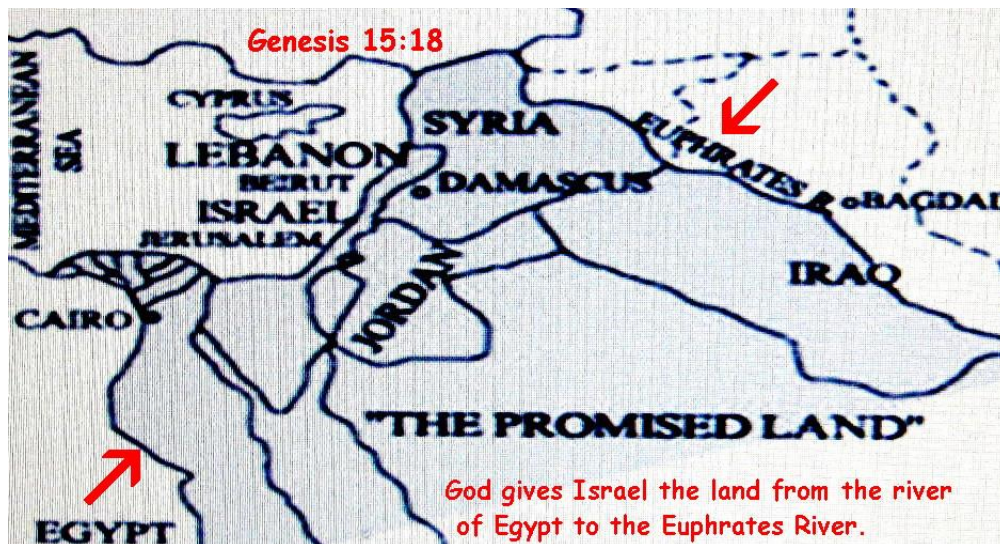 Genesis 15:18
MEDITERRANEAN
SEA
CYPRUS
SYRIA
EUPHRATES R
LEBANON
BEIRUT
DAMASCUS
BAGDAD
ISRAEL
JERUSALEM
JORDAN
IRAQ
CAIRO
"THE PROMISED LAND"
EGYPT
God gives Israel the land from the river
of Egypt to the Euphrates River.